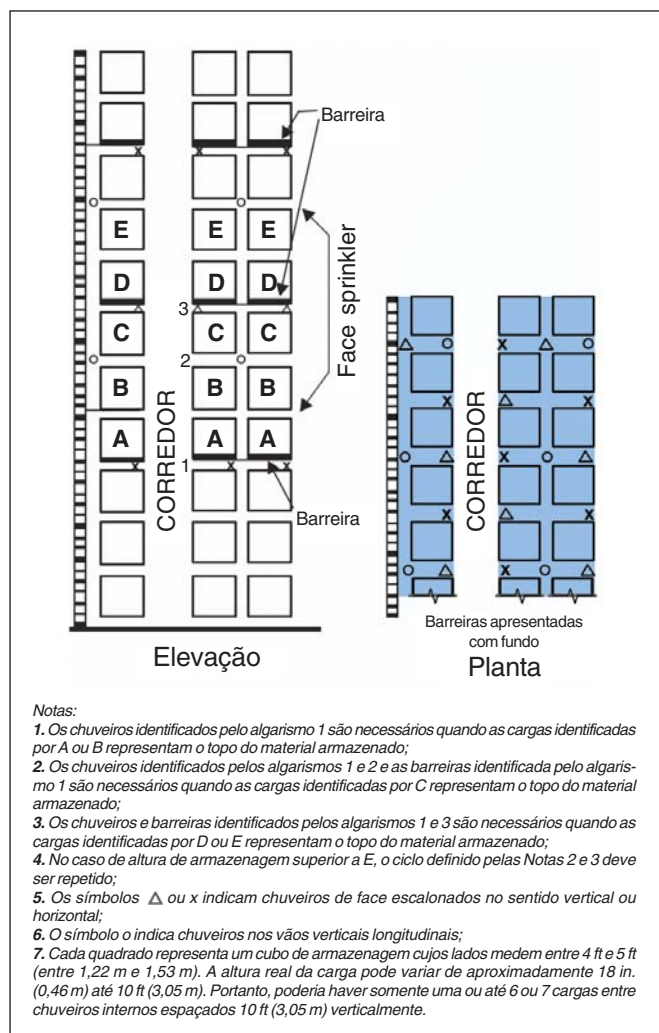 Barreira
E E E
D D D
3
C C C
2
B B B
A A A
1
CORREDOR
Face sprinkler
Barreira
Elevação
x x x
x x x
CORREDOR
x
x
x
x
x
x
x
Barreiras apresentadas
com fundo
Planta
Notas:
1. Os chuveiros identificados pelo algarismo 1 são necessários quando as cargas identificadas
por A ou B representam o topo do material armazenado;
2. Os chuveiros identificados pelos algarismos 1 e 2 e as barreiras identificada pelo algaris-
mo 1 são necessários quando as cargas identificadas por C representam o topo do material
armazenado;
3. Os chuveiros e barreiras identificados pelos algarismos 1 e 3 são necessários quando as
cargas identificadas por D ou E representam o topo do material armazenado;
4. No caso de altura de armazenagem superior a E, o ciclo definido pelas Notas 2 e 3 deve
ser repetido;
5. Os símbolos △ ou x indicam chuveiros de face escalonados no sentido vertical ou
horizontal;
6. O símbolo o indica chuveiros nos vãos verticais longitudinais;
7. Cada quadrado representa um cubo de armazenagem cujos lados medem entre 4 ft e 5 ft
(entre 1,22 m e 1,53 m). A altura real da carga pode variar de aproximadamente 18 in.
(0,46 m) até 10 ft (3,05 m). Portanto, poderia haver somente uma ou até 6 ou 7 cargas entre
chuveiros internos espaçados 10 ft (3,05 m) verticalmente.